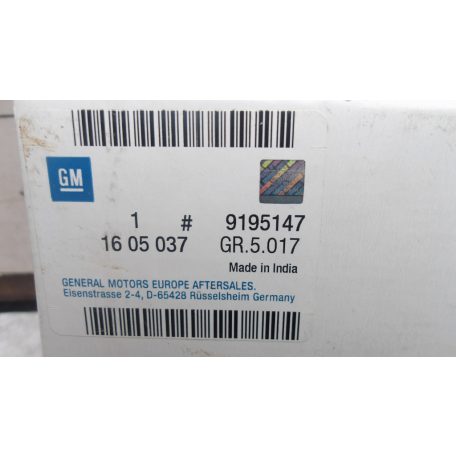 GM
1 # 9195147
16 05 037 GR.5.017
Made in India
GENERAL MOTORS EUROPE AFTERSALES.
Eisenstrasse 2-4, D-65428 Rüsselsheim Germany